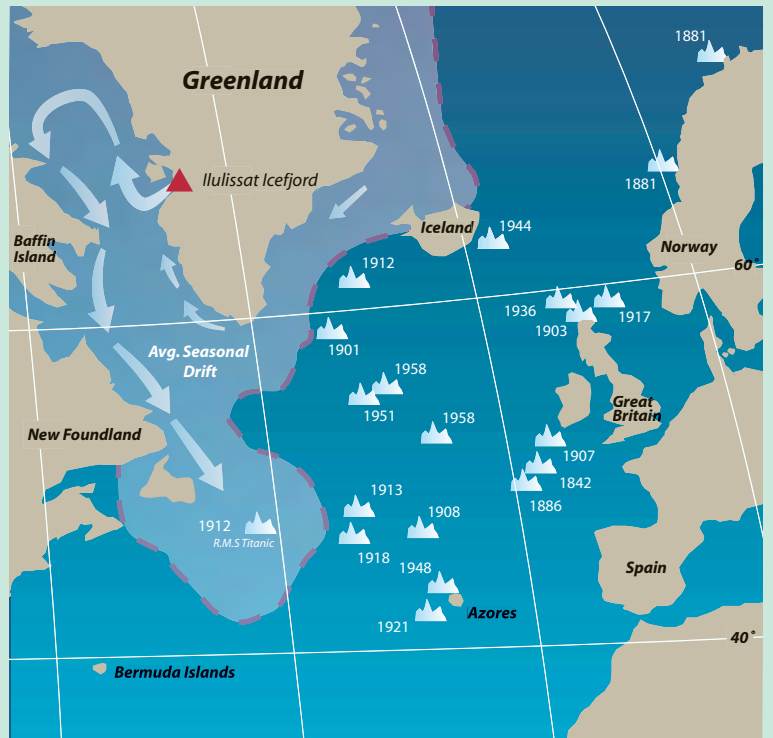 1881
Greenland
1881
Ilulissat Icefjord
Iceland
1944
Baffin
Island
Norway
1912
60°
1936
1903
1917
1901
Avg. Seasonal
Drift
1958
1951
1958
Great
Britain
New Foundland
1907
1842
1886
1913
1912
R.M.S Titanic
1908
1918
1948
Spain
Azores
1921
40°
Bermuda Islands